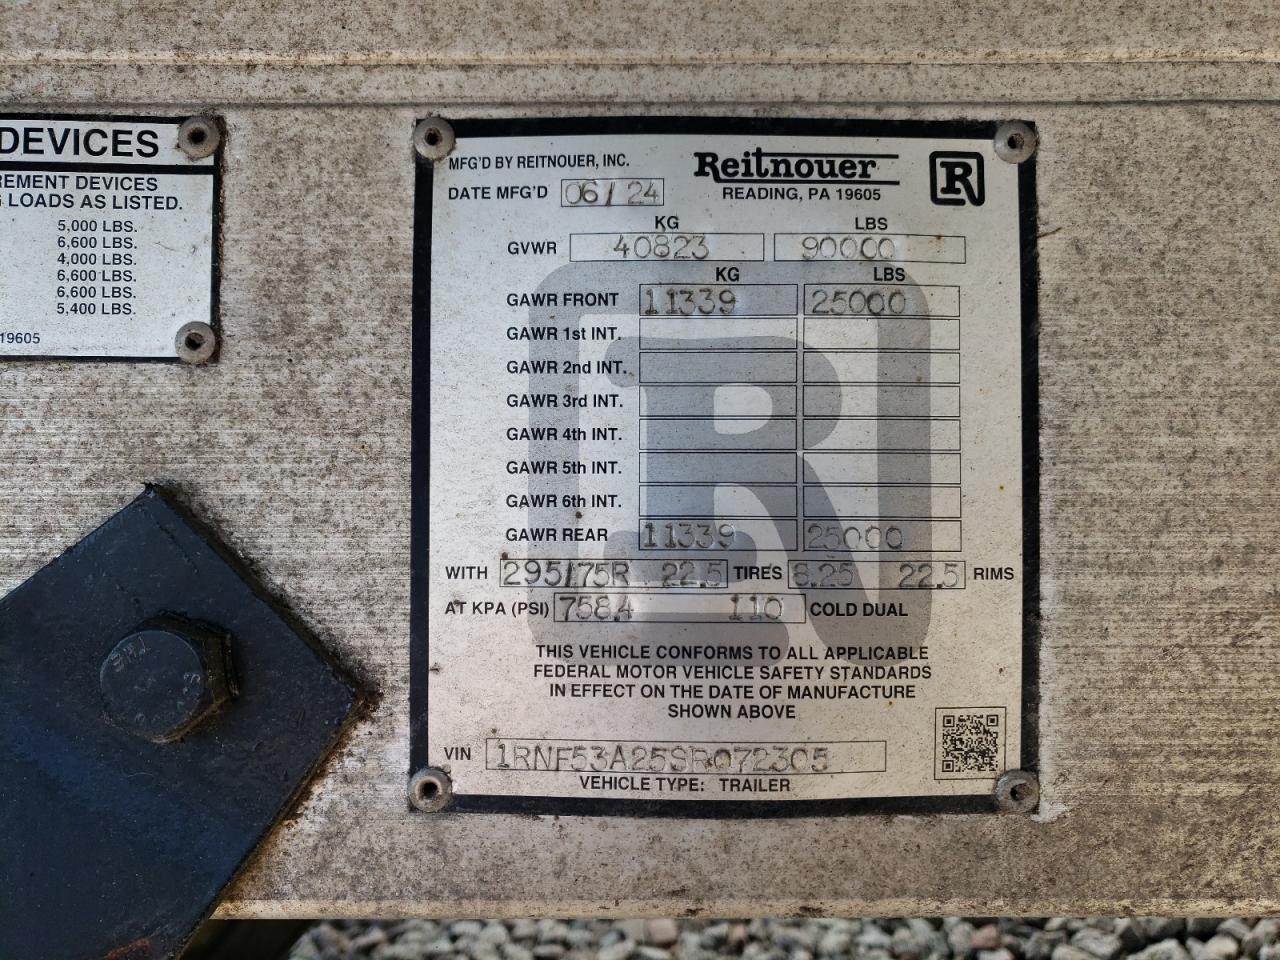 DEVICES
REMENT DEVICES
LOADS AS LISTED.
5,000 LBS.
6,600 LBS.
4,000 LBS.
6,600 LBS.
6,600 LBS.
5,400 LBS.
19605
MFG'D BY REITNOUER, INC.
Reitnouer
R
DATE MFG'D 06/24
READING, PA 19605
KG LBS
GVWR 40823 90000
KG LBS
GAWR FRONT 11339 25000
GAWR 1st INT.
GAWR 2nd INT.
GAWR 3rd INT.
GAWR 4th INT.
GAWR 5th INT.
GAWR 6th INT.
GAWR REAR 11339 25000
WITH 295/75R 22.5 TIRES 8.25 22.5 RIMS
AT KPA (PSI) 758.4 110 COLD DUAL
THIS VEHICLE CONFORMS TO ALL APPLICABLE
FEDERAL MOTOR VEHICLE SAFETY STANDARDS
IN EFFECT ON THE DATE OF MANUFACTURE
SHOWN ABOVE
VIN 1RNF53A25SR072305
VEHICLE TYPE: TRAILER